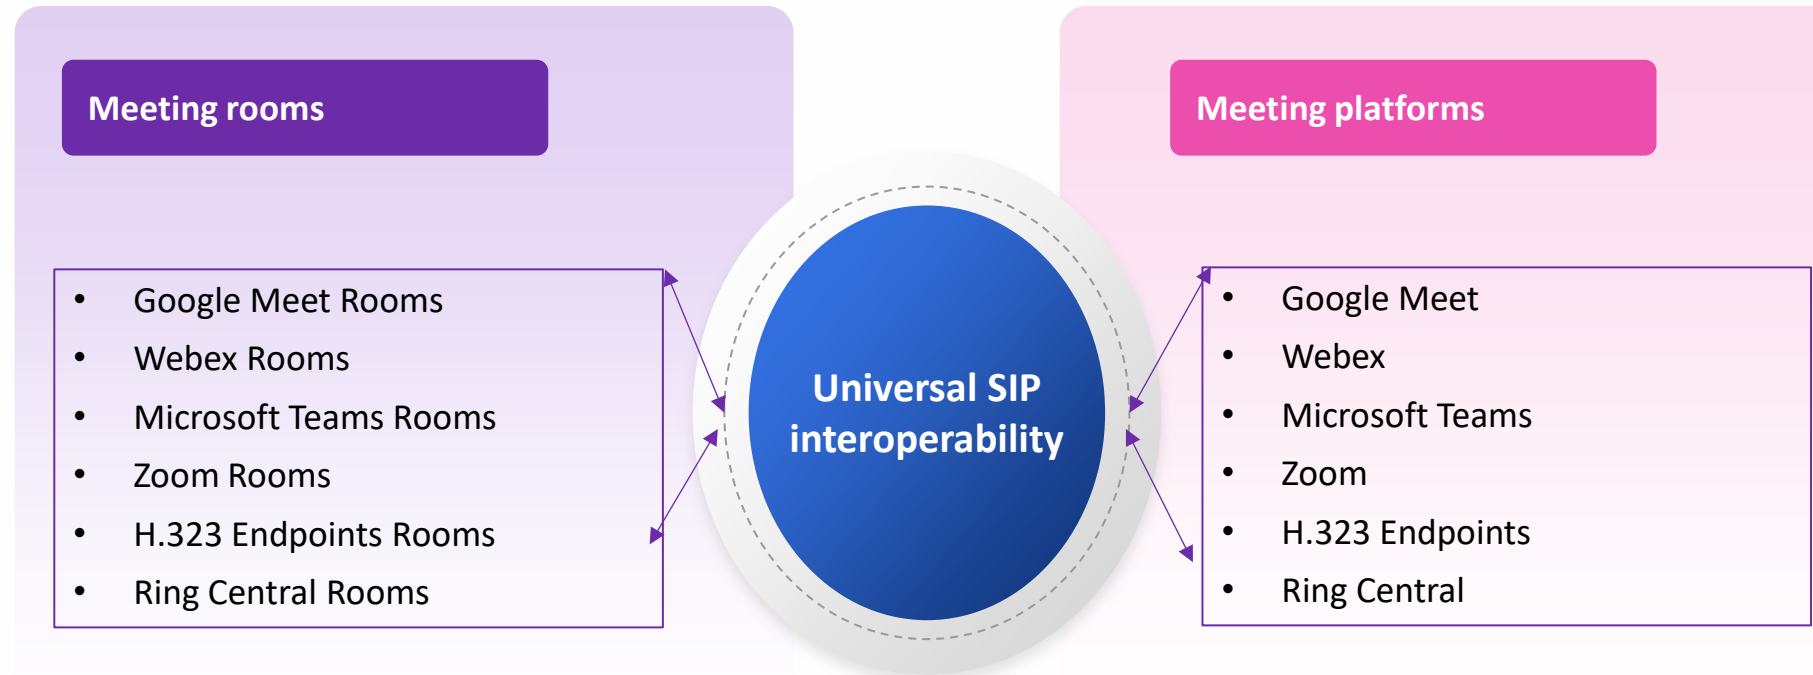 Meeting rooms
Meeting platforms
• Google Meet Rooms
• Webex Rooms
• Microsoft Teams Rooms
• Zoom Rooms
• H.323 Endpoints Rooms
• Ring Central Rooms
Universal SIP
interoperability
• Google Meet
• Webex
• Microsoft Teams
• Zoom
• H.323 Endpoints
• Ring Central